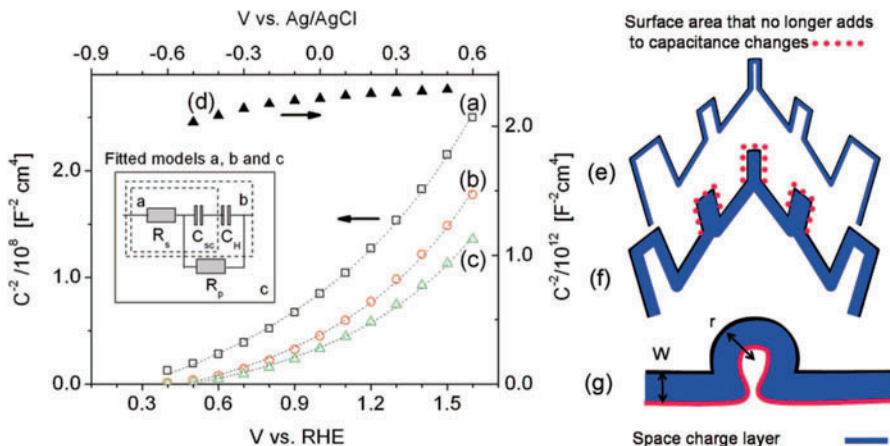 V vs. Ag/AgCl
-0.6 -0.3 0.0 0.3 0.6
(d)
(a)
2.0
2.0
Fitted models a, b and c
a
b
R_s C_sc C_H
R_p
c
(b)
(c)
1.0
1.0
0.0
0.0
C^-2/10^8 [F^-2 cm^4]
C^-2/10^12 [F^-2 cm^4]
0.3 0.6 0.9 1.2 1.5
V vs. RHE
Surface area that no longer adds
to capacitance changes
(e)
(f)
r
W
(g)
Space charge layer